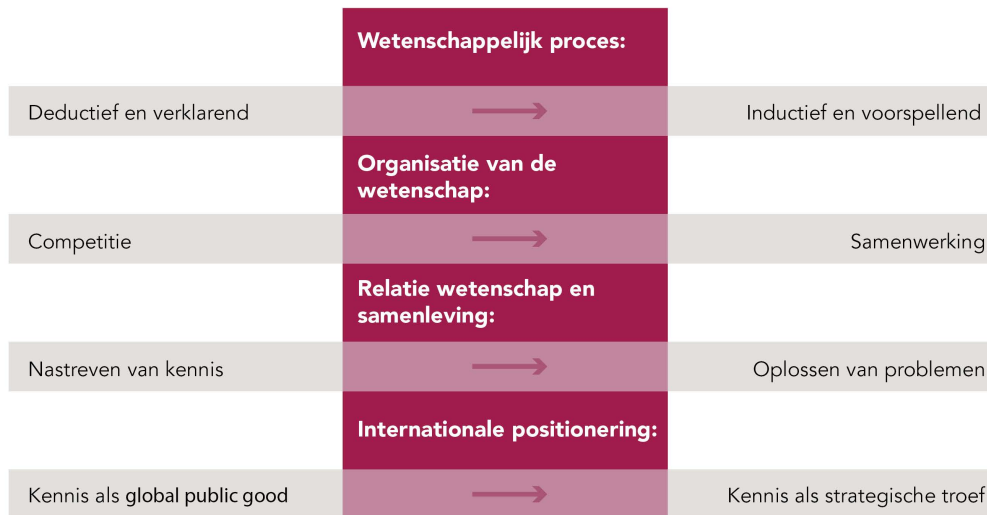 Wetenschappelijk proces:
Deductief en verklarend
Inductief en voorspellend
Organisatie van de
wetenschap:
Competitie
Samenwerking
Relatie wetenschap en
samenleving:
Nastreven van kennis
Oplossen van problemen
Internationale positionering:
Kennis als global public good
Kennis als strategische troef